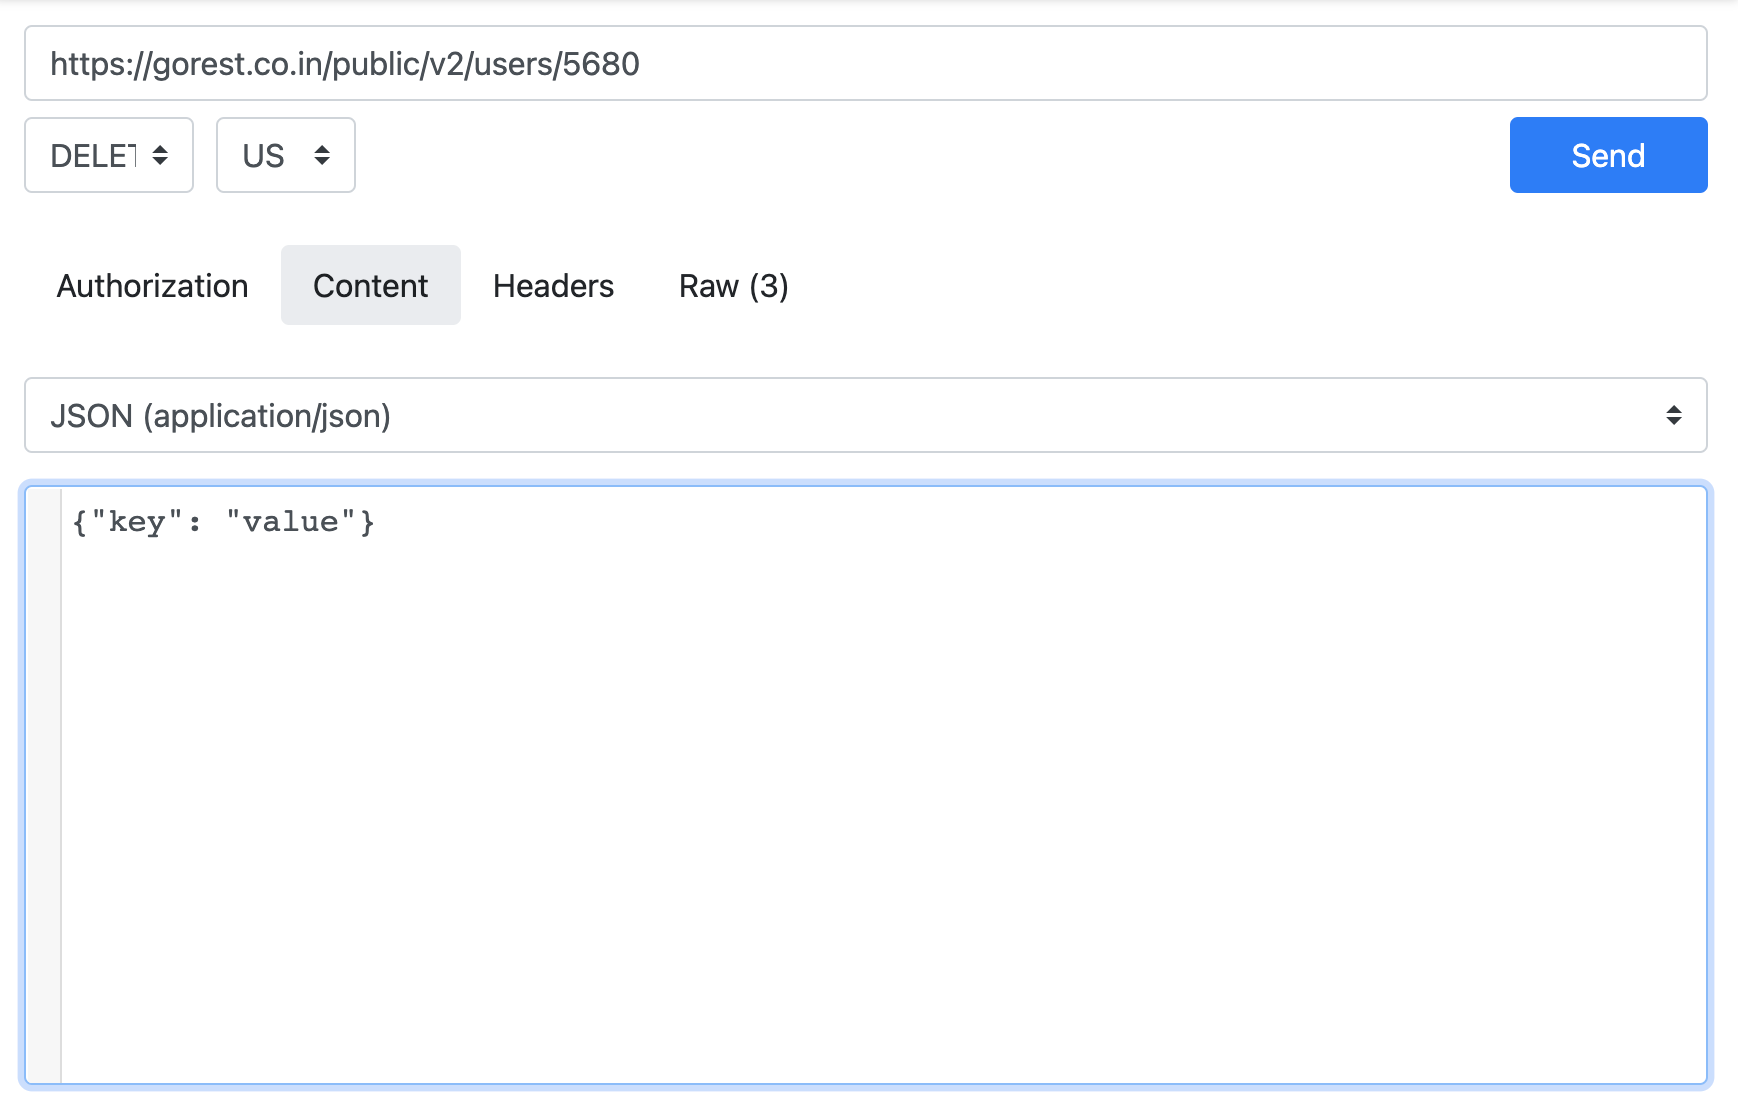 https://gorest.co.in/public/v2/users/5680
DELET
US
Send
Authorization
Content
Headers
Raw (3)
JSON (application/json)
{"key": "value"}